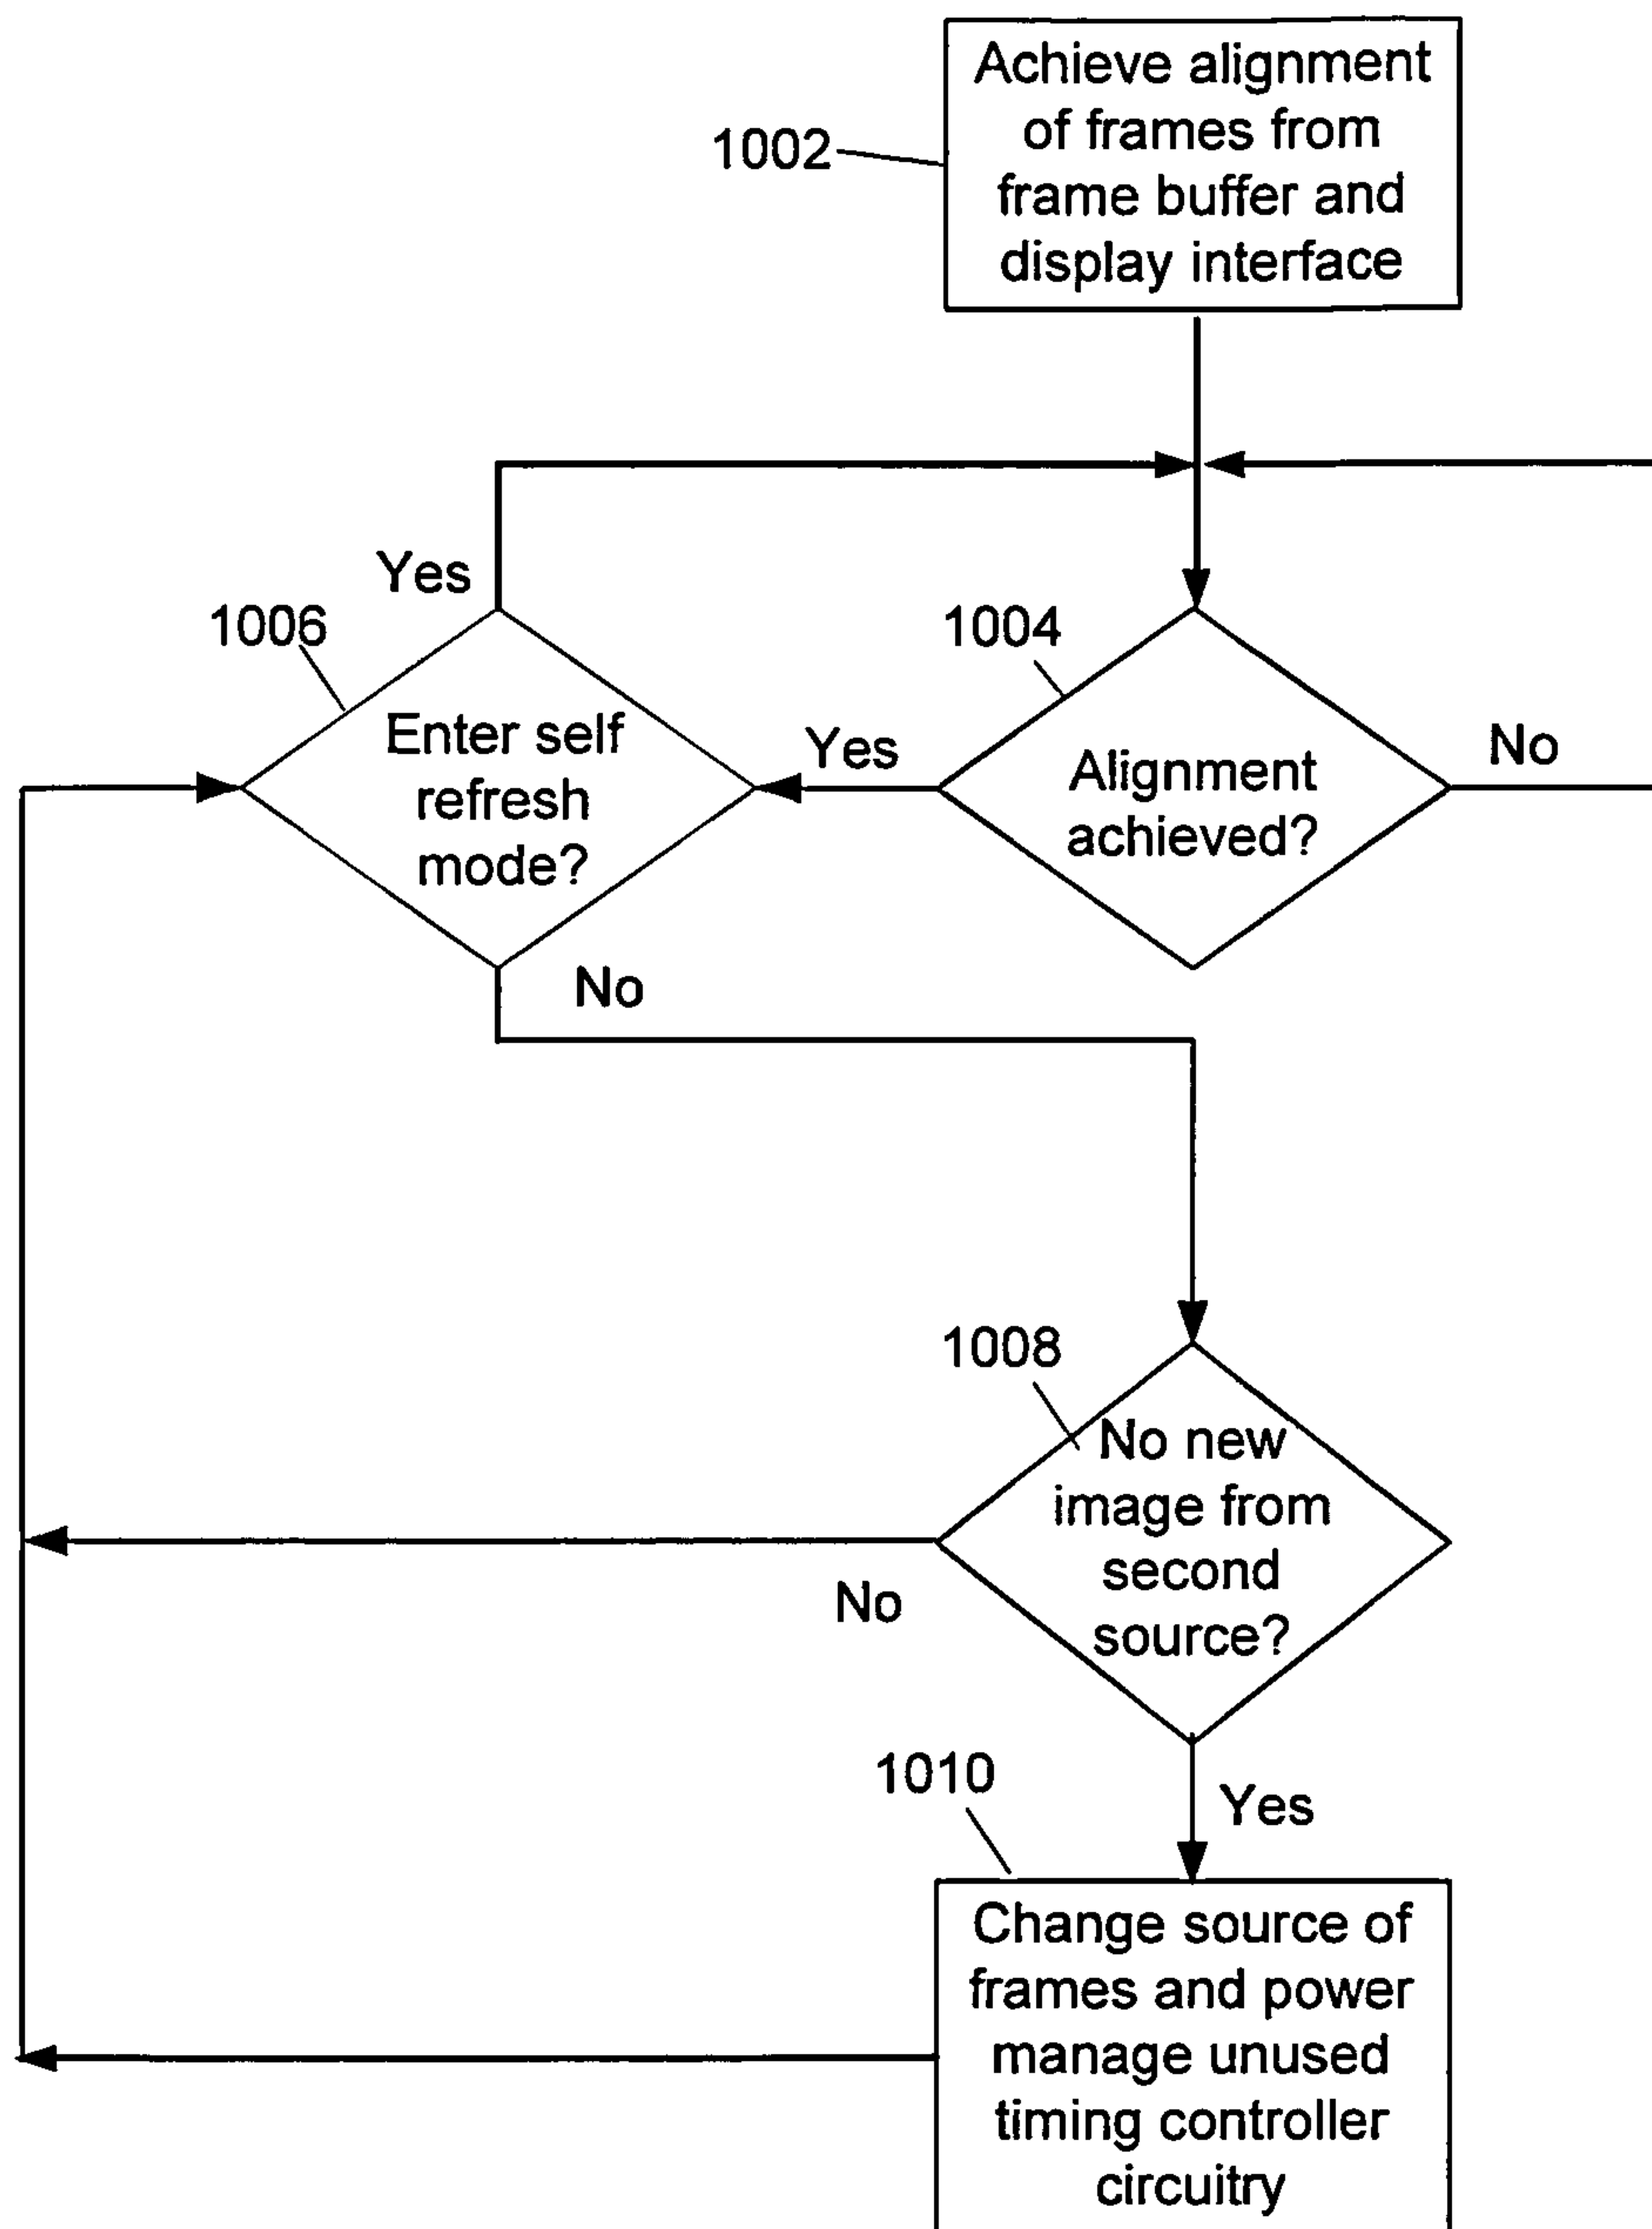 Achieve alignment
of frames from
frame buffer and
display interface
1002
Yes
1006
1004
Enter self
refresh
mode?
Yes
Alignment
achieved?
No
No
1008
No new
image from
second
source?
No
1010
Yes
Change source of
frames and power
manage unused
timing controller
circuitry